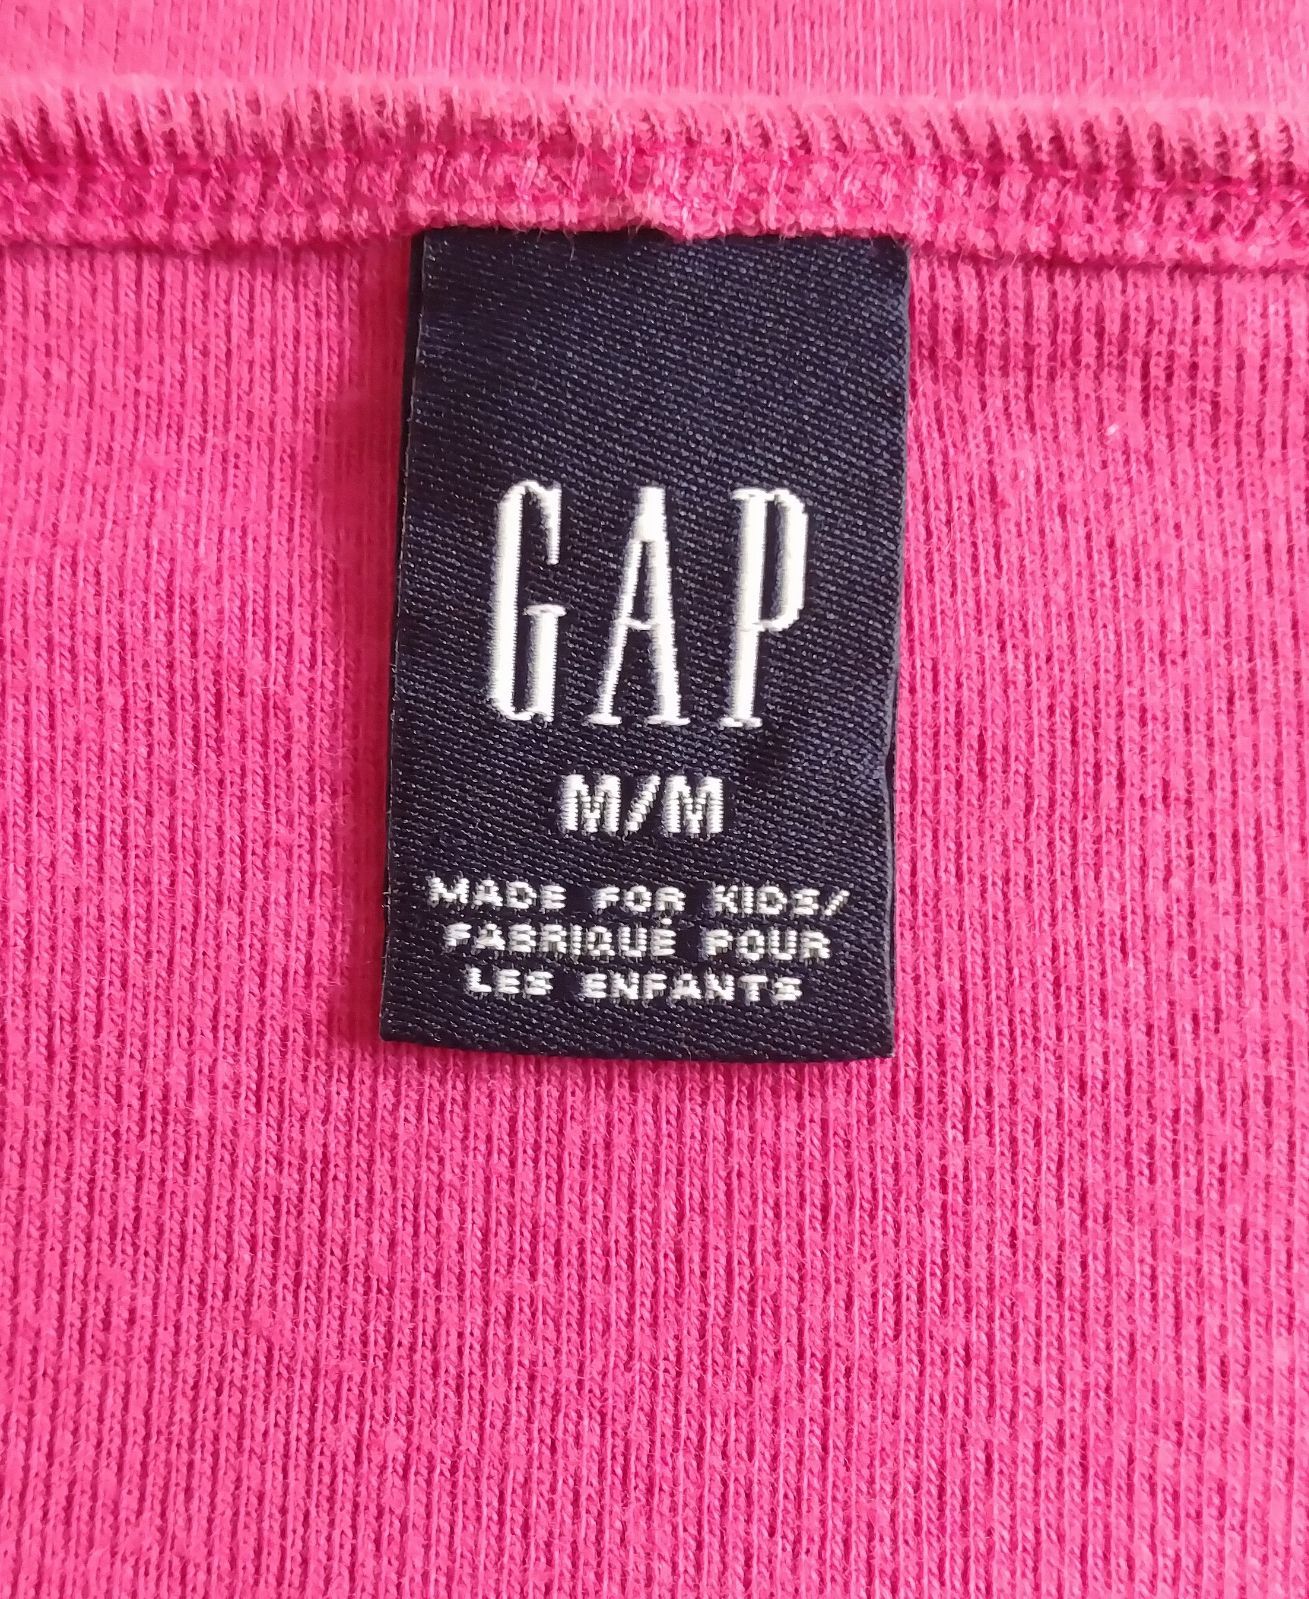 GAP
M/M
MADE FOR KIDS/
FABRIQUÉ POUR
LES ENFANTS